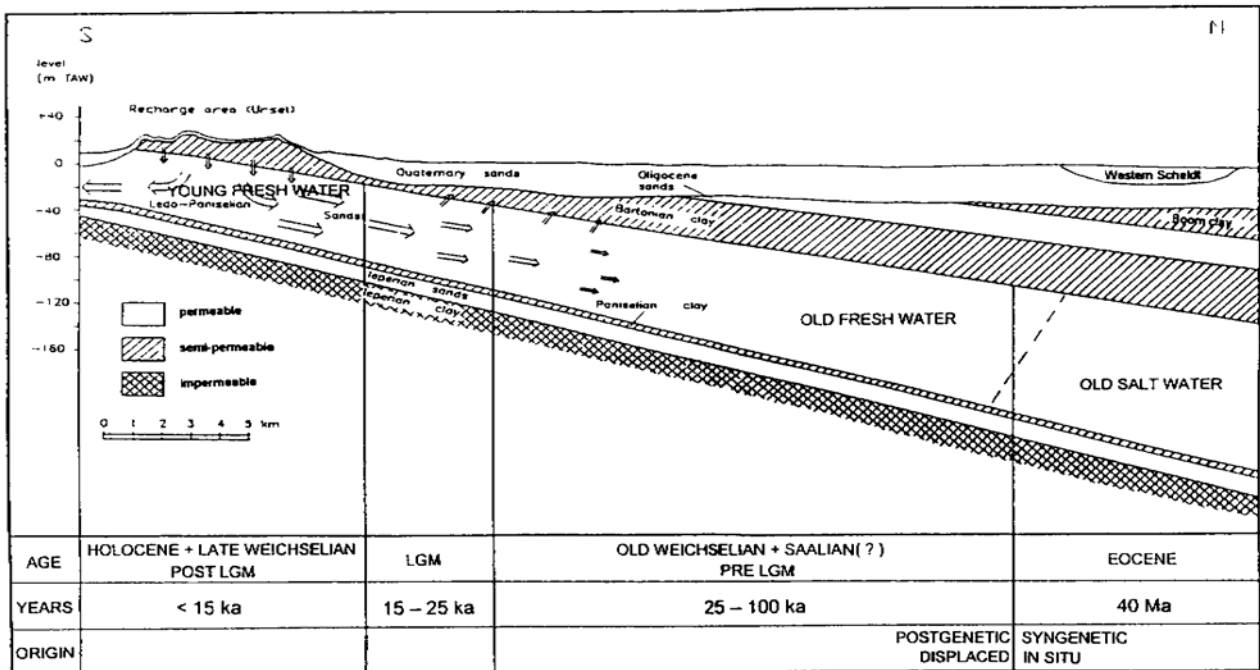 S
N
level
(m TAW)
+40
0
-40
-80
-120
-160
Recharge area (Ursel)
YOUNG FRESH WATER
Ledo-Paniselian
Sands
Quaternary sands
Oligocene
sands
Western Scheldt
Bartonian clay
Boom clay
Ieperian sands
Ieperian clay
Paniselian clay
OLD FRESH WATER
OLD SALT WATER
permeable
semi-permeable
impermeable
0 1 2 3 4 5 km
AGE
HOLOCENE + LATE WEICHSELIAN
POST LGM
LGM
OLD WEICHSELIAN + SAALIAN(?)
PRE LGM
EOCENE
YEARS
< 15 ka
15 – 25 ka
25 – 100 ka
40 Ma
ORIGIN
POSTGENETIC
DISPLACED
SYNGENETIC
IN SITU